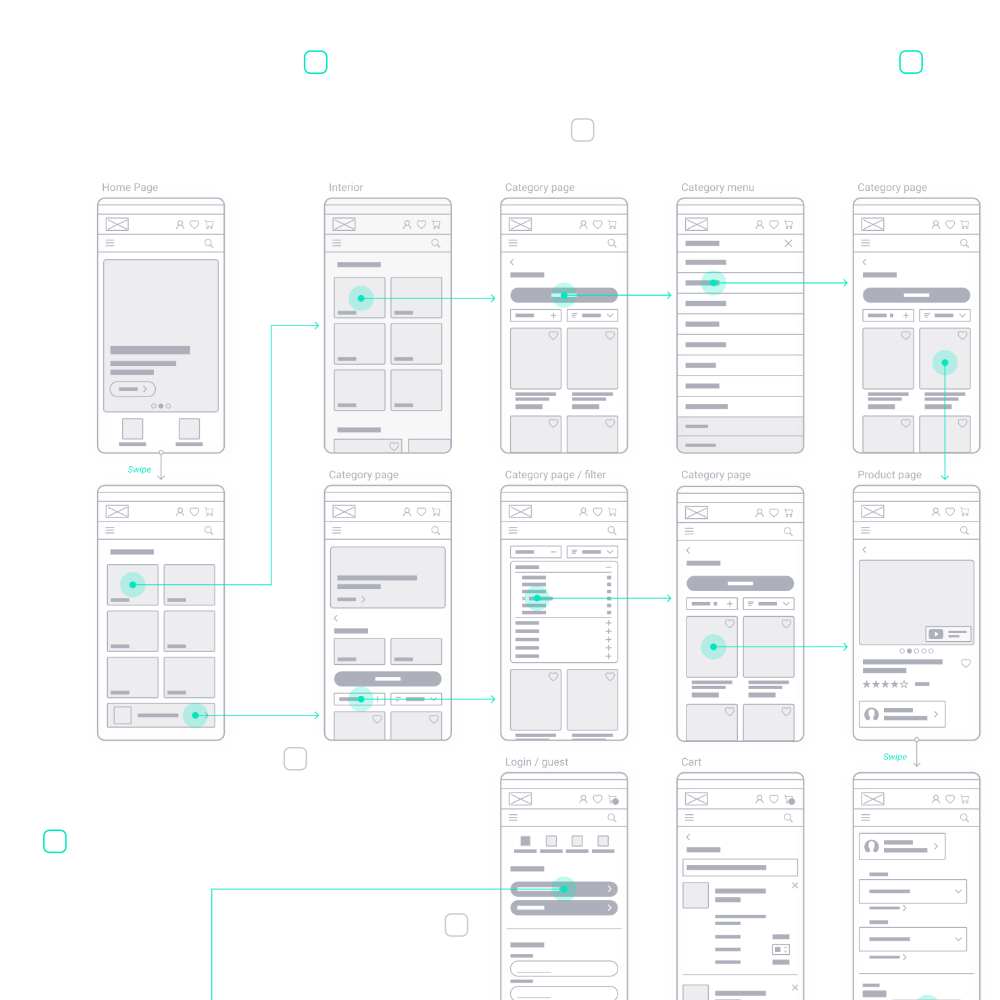 Home Page
Interior
Category page
Category menu
Category page
Swipe
Category page
Category page / filter
Category page
Product page
Swipe
Login / guest
Cart